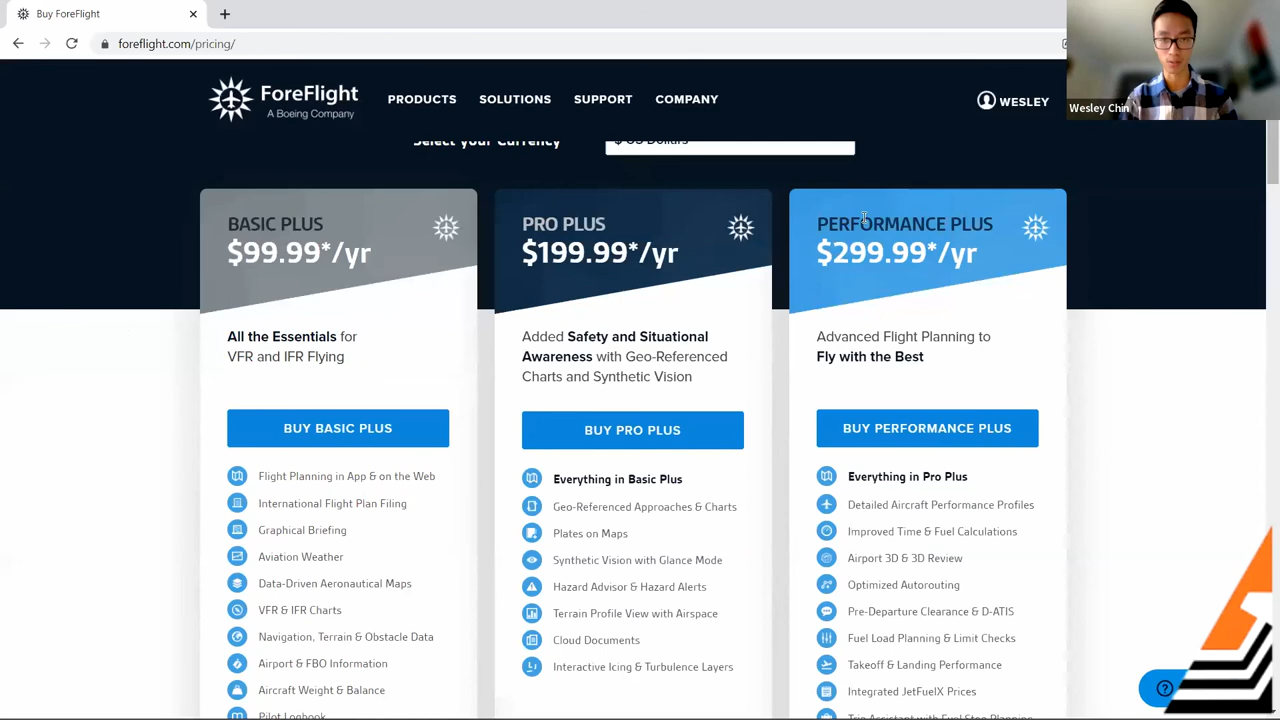 Buy ForeFlight
foreflight.com/pricing/
Wesley Chin
ForeFlight
A Boeing Company
PRODUCTS
SOLUTIONS
SUPPORT
COMPANY
WESLEY
Select your Currency
$ US Dollars
BASIC PLUS
$99.99*/yr
All the Essentials for
VFR and IFR Flying
BUY BASIC PLUS
Flight Planning in App & on the Web
International Flight Plan Filing
Graphical Briefing
Aviation Weather
Data-Driven Aeronautical Maps
VFR & IFR Charts
Navigation, Terrain & Obstacle Data
Airport & FBO Information
Aircraft Weight & Balance
Pilot Logbook
PRO PLUS
$199.99*/yr
Added Safety and Situational
Awareness with Geo-Referenced
Charts and Synthetic Vision
BUY PRO PLUS
Everything in Basic Plus
Geo-Referenced Approaches & Charts
Plates on Maps
Synthetic Vision with Glance Mode
Hazard Advisor & Hazard Alerts
Terrain Profile View with Airspace
Cloud Documents
Interactive Icing & Turbulence Layers
PERFORMANCE PLUS
$299.99*/yr
Advanced Flight Planning to
Fly with the Best
BUY PERFORMANCE PLUS
Everything in Pro Plus
Detailed Aircraft Performance Profiles
Improved Time & Fuel Calculations
Airport 3D & 3D Review
Optimized Autorouting
Pre-Departure Clearance & D-ATIS
Fuel Load Planning & Limit Checks
Takeoff & Landing Performance
Integrated JetFuelX Prices
Trip Assistant with Fuel Stop Planning